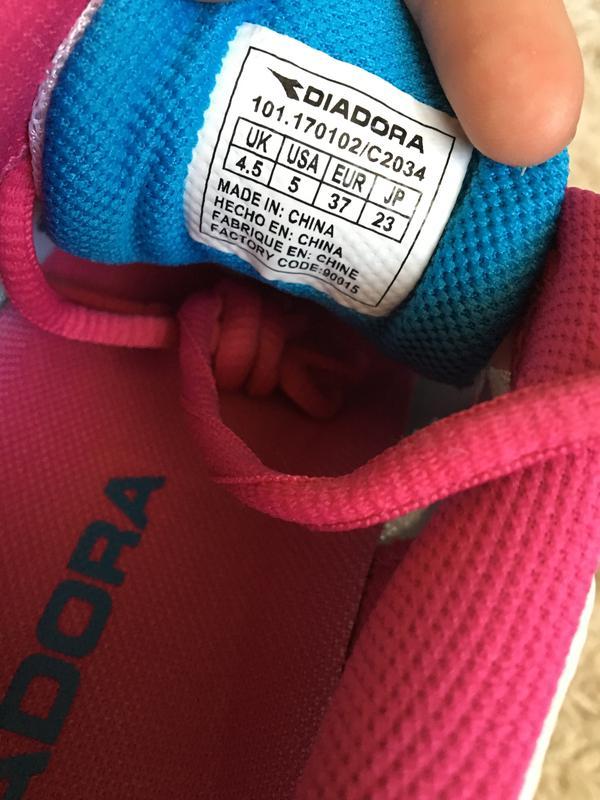 DIADORA
101.170102/C2034
UK USA EUR JP
4.5 5 37 23
MADE IN: CHINA
HECHO EN: CHINA
FABRIQUE EN: CHINE
FACTORY CODE:90015
ADORA